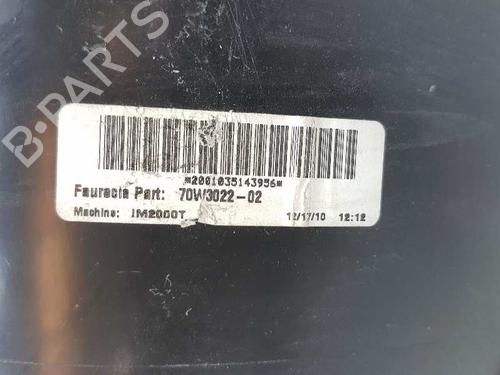 B-PARTS
*2001035143956*
Faurecia Part: 70W3022-02
Machine: IM2000T 12/17/10 12:12